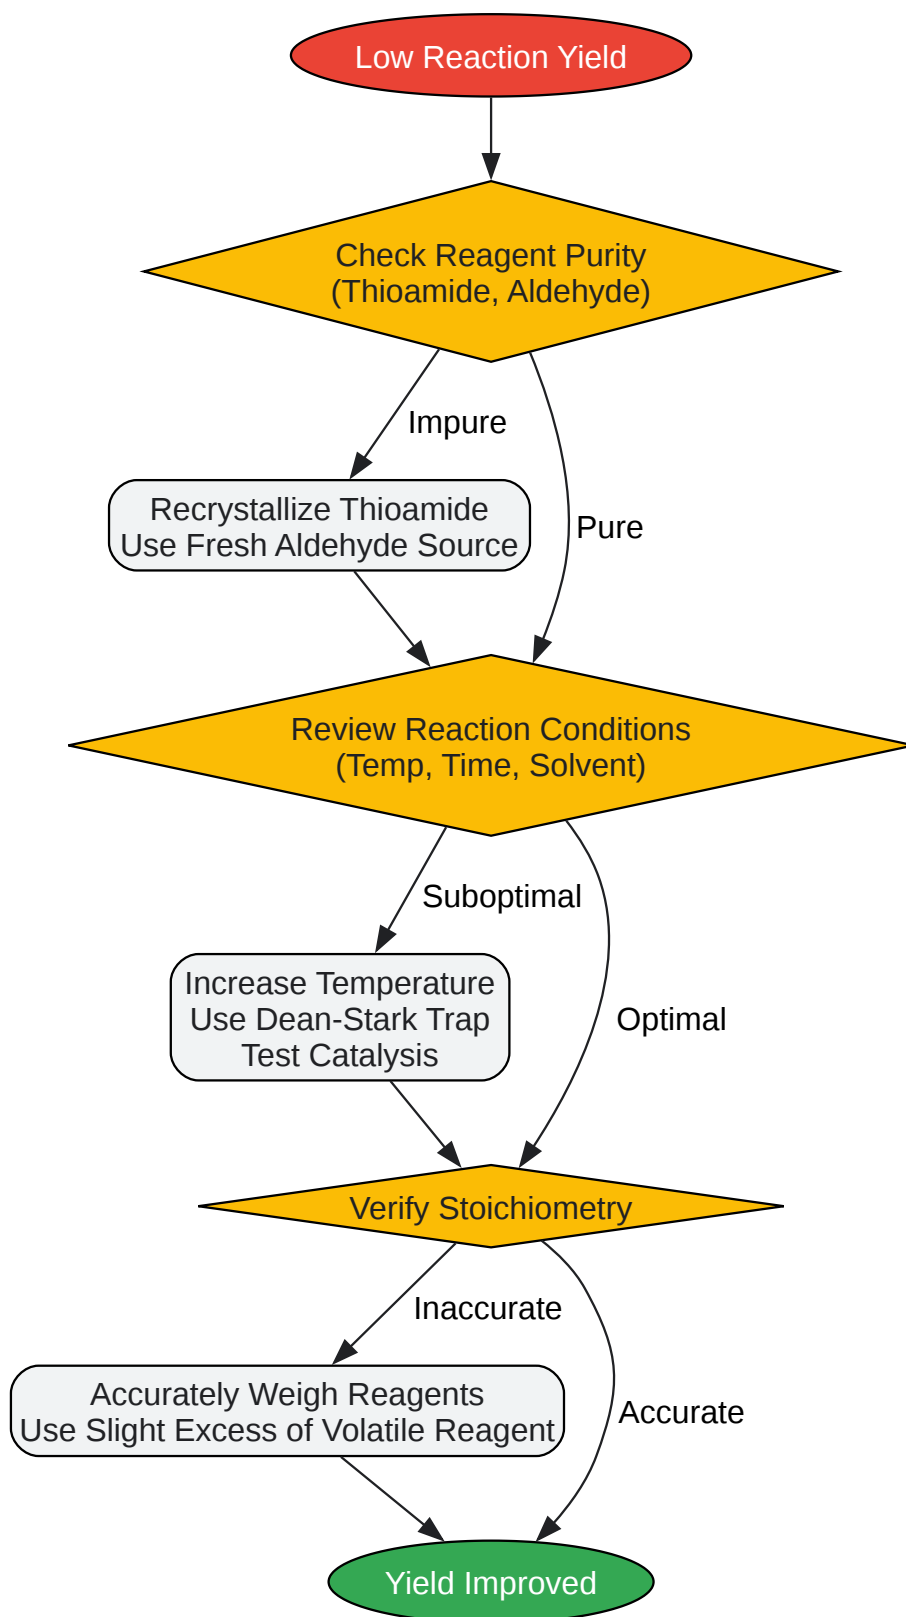 Low Reaction Yield
Check Reagent Purity
(Thioamide, Aldehyde)
Impure
Recrystallize Thioamide
Use Fresh Aldehyde Source
Pure
Review Reaction Conditions
(Temp, Time, Solvent)
Suboptimal
Increase Temperature
Use Dean-Stark Trap
Test Catalysis
Optimal
Verify Stoichiometry
Inaccurate
Accurately Weigh Reagents
Use Slight Excess of Volatile Reagent
Accurate
Yield Improved